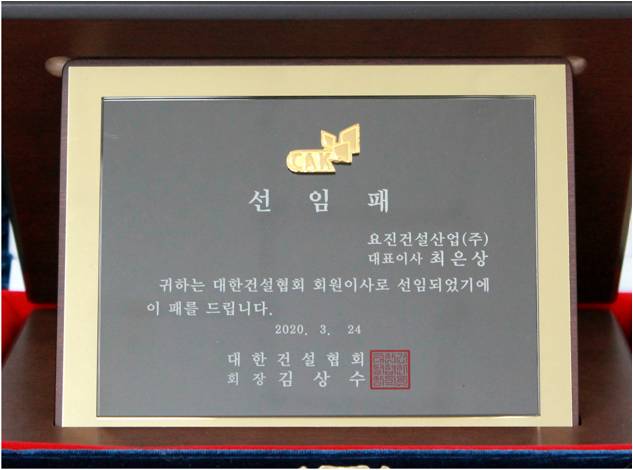 CAK
선 임 패
요진건설산업(주)
대표이사 최은상
귀하는 대한건설협회 회원이사로 선임되었기에
이 패를 드립니다.
2020. 3. 24
대 한 건 설 협 회
회 장 김 상 수